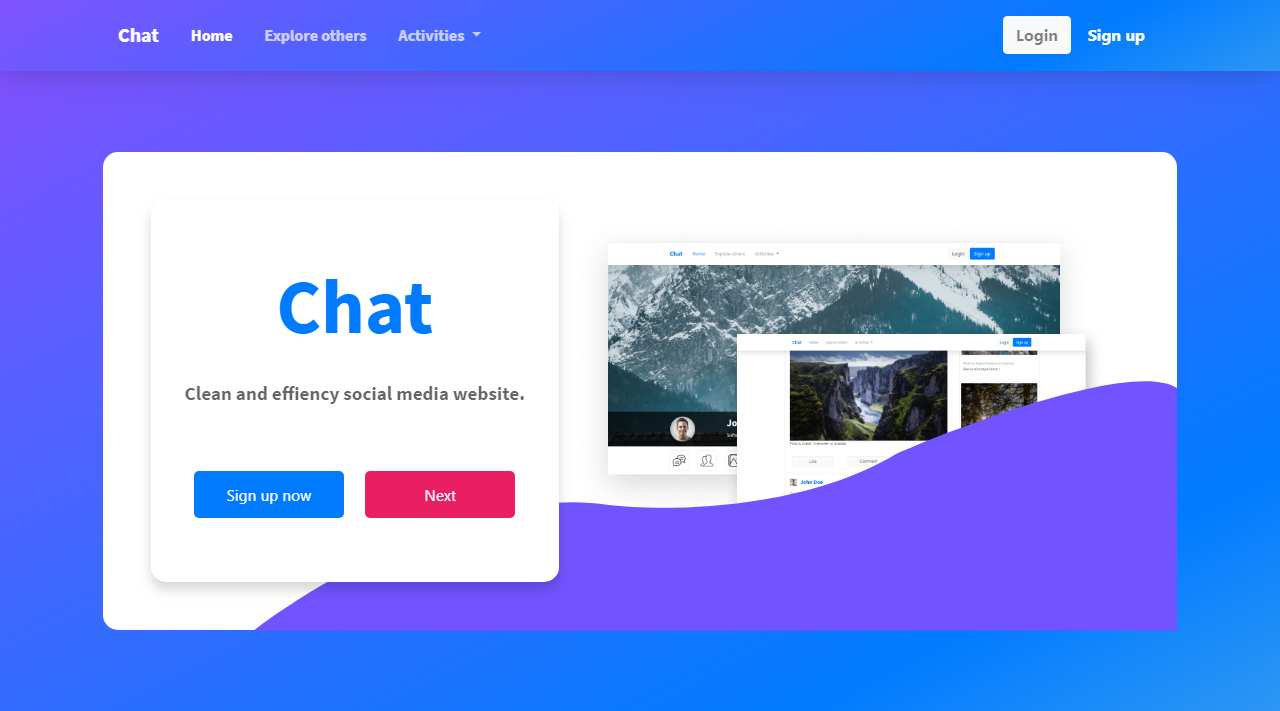 Chat Home Explore others Activities Login Sign up
Chat
Clean and effiency social media website.
Sign up now Next
Chat Home Explore others Activities Login Sign up
Jo
Chat Home Explore others Activities Login Sign up
Like Comment
John Doe